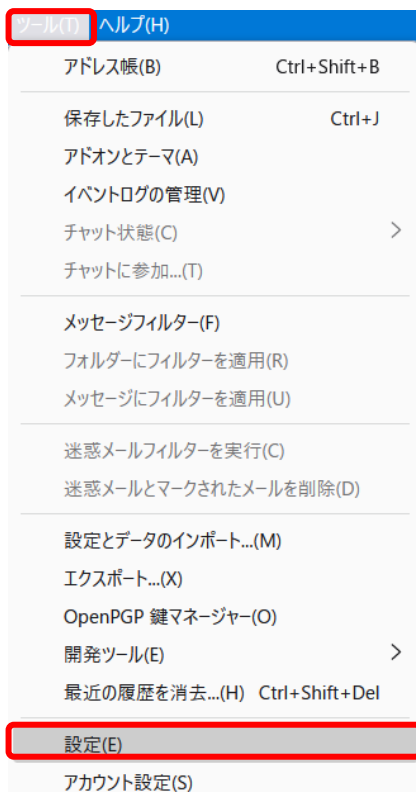 ツール(T) ヘルプ(H)
アドレス帳(B) Ctrl+Shift+B
保存したファイル(L) Ctrl+J
アドオンとテーマ(A)
イベントログの管理(V)
チャット状態(C)
チャットに参加...(T)
メッセージフィルター(F)
フォルダーにフィルターを適用(R)
メッセージにフィルターを適用(U)
迷惑メールフィルターを実行(C)
迷惑メールとマークされたメールを削除(D)
設定とデータのインポート...(M)
エクスポート...(X)
OpenPGP 鍵マネージャー(O)
開発ツール(E)
最近の履歴を消去...(H) Ctrl+Shift+Del
設定(E)
アカウント設定(S)